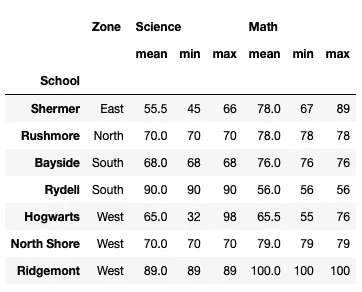 Zone Science Math
mean min max mean min max
School
Shermer East 55.5 45 66 78.0 67 89
Rushmore North 70.0 70 70 78.0 78 78
Bayside South 68.0 68 68 76.0 76 76
Rydell South 90.0 90 90 56.0 56 56
Hogwarts West 65.0 32 98 65.5 55 76
North Shore West 70.0 70 70 79.0 79 79
Ridgemont West 89.0 89 89 100.0 100 100